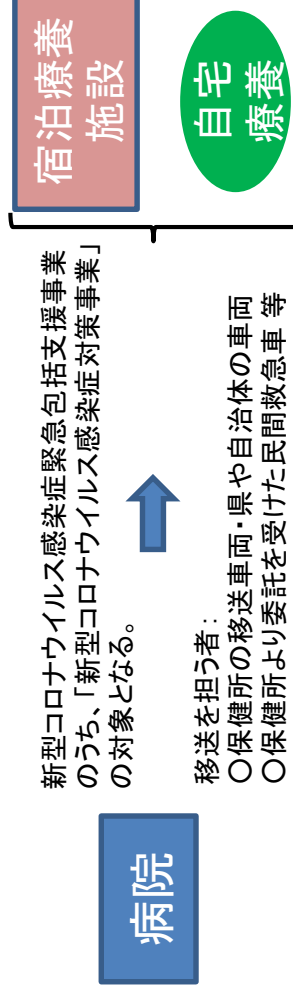 病院
新型コロナウイルス感染症緊急包括支援事業
のうち、「新型コロナウイルス感染症対策事業」
の対象となる。
移送を担う者：
〇保健所の移送車両・県や自治体の車両
〇保健所より委託を受けた民間救急車 等
宿泊療養
施設
自宅
療養